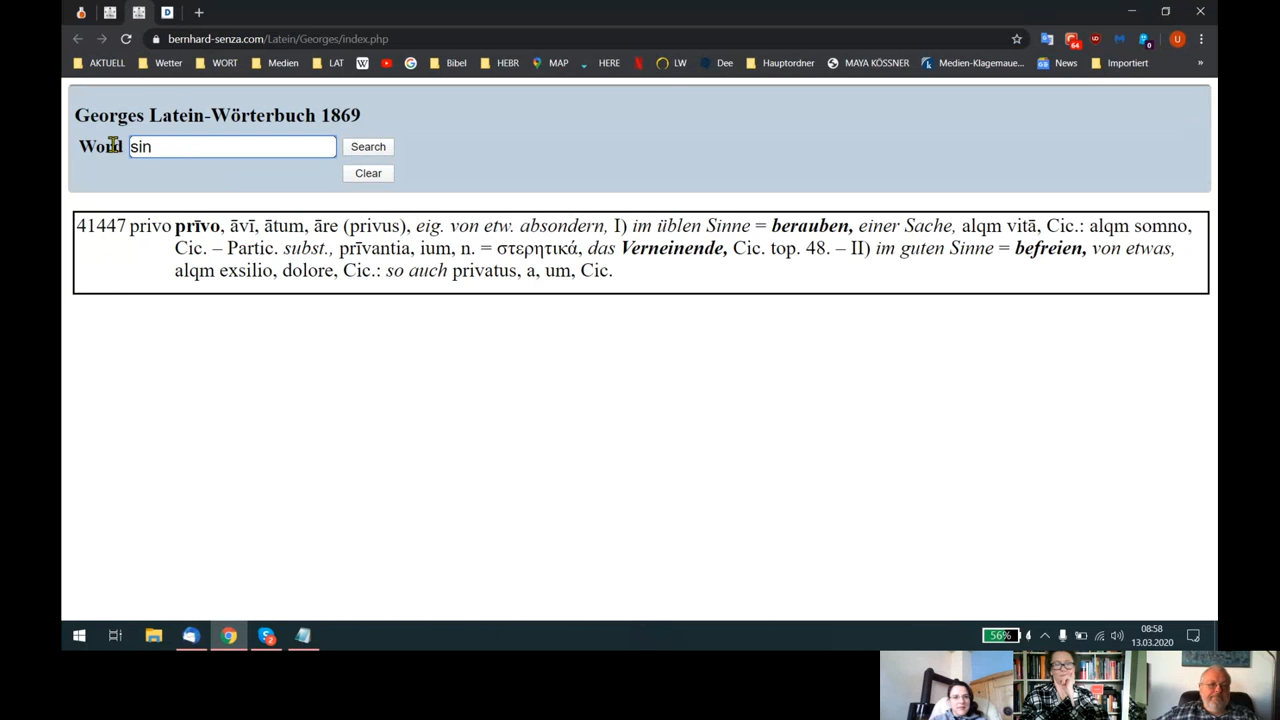 bernhard-senza.com/Latein/Georges/index.php
64
0
U
AKTUELL Wetter WORT Medien LAT W G Bibel HEBR MAP HERE LW Dee Hauptordner MAYA KÖSSNER Medien-Klagemaue... News Importiert »
Georges Latein-Wörterbuch 1869
Word sin Search
Clear
41447 privo prīvo, āvī, ātum, āre (privus), eig. von etw. absondern, I) im üblen Sinne = berauben, einer Sache, alqm vitā, Cic.: alqm somno,
Cic. – Partic. subst., prīvantia, ium, n. = στερητικά, das Verneinende, Cic. top. 48. – II) im guten Sinne = befreien, von etwas,
alqm exsilio, dolore, Cic.: so auch privatus, a, um, Cic.
2
56%
08:58
13.03.2020